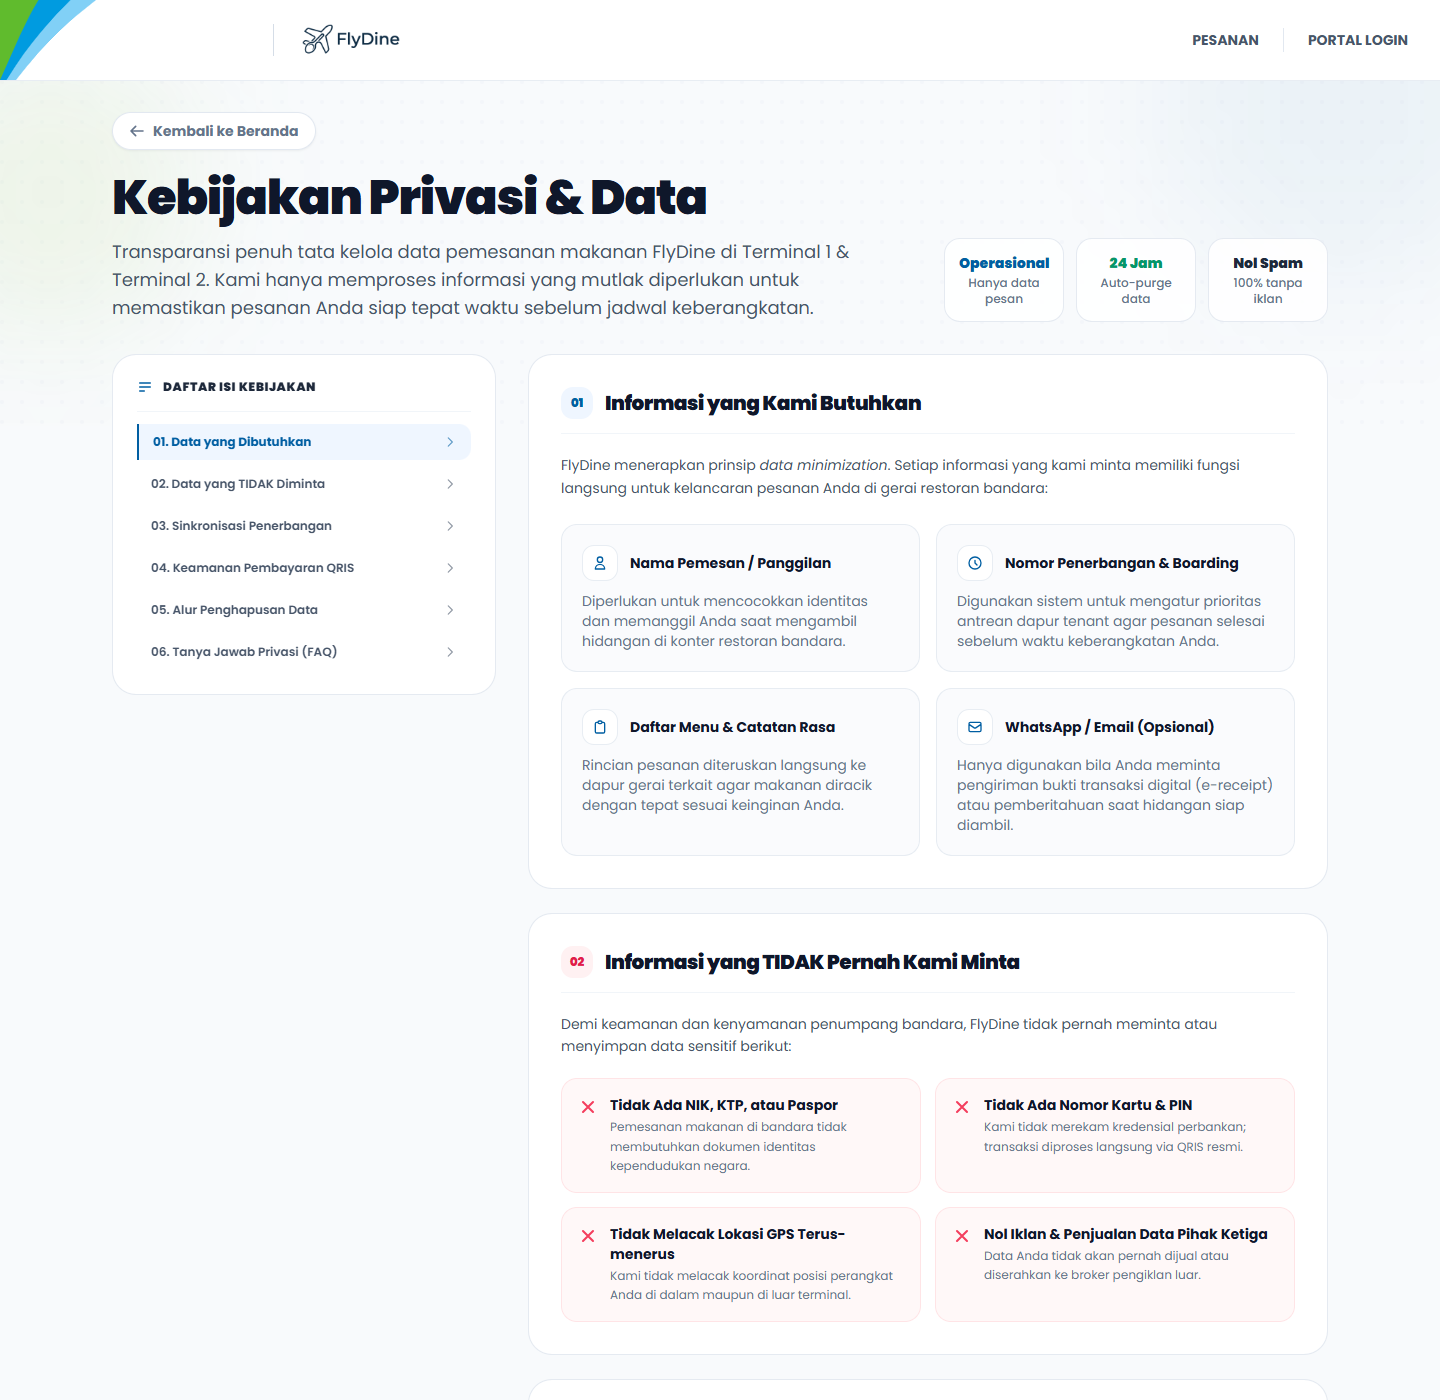 FlyDine
PESANAN
PORTAL LOGIN
Kembali ke Beranda
Kebijakan Privasi & Data
Transparansi penuh tata kelola data pemesanan makanan FlyDine di Terminal 1 &
Terminal 2. Kami hanya memproses informasi yang mutlak diperlukan untuk
memastikan pesanan Anda siap tepat waktu sebelum jadwal keberangkatan.
Operasional
Hanya data
pesan
24 Jam
Auto-purge
data
Nol Spam
100% tanpa
iklan
DAFTAR ISI KEBIJAKAN
01. Data yang Dibutuhkan
02. Data yang TIDAK Diminta
03. Sinkronisasi Penerbangan
04. Keamanan Pembayaran QRIS
05. Alur Penghapusan Data
06. Tanya Jawab Privasi (FAQ)
01
Informasi yang Kami Butuhkan
FlyDine menerapkan prinsip data minimization. Setiap informasi yang kami minta memiliki fungsi
langsung untuk kelancaran pesanan Anda di gerai restoran bandara:
Nama Pemesan / Panggilan
Diperlukan untuk mencocokkan identitas
dan memanggil Anda saat mengambil
hidangan di konter restoran bandara.
Nomor Penerbangan & Boarding
Digunakan sistem untuk mengatur prioritas
antrean dapur tenant agar pesanan selesai
sebelum waktu keberangkatan Anda.
Daftar Menu & Catatan Rasa
Rincian pesanan diteruskan langsung ke
dapur gerai terkait agar makanan diracik
dengan tepat sesuai keinginan Anda.
WhatsApp / Email (Opsional)
Hanya digunakan bila Anda meminta
pengiriman bukti transaksi digital (e-receipt)
atau pemberitahuan saat hidangan siap
diambil.
02
Informasi yang TIDAK Pernah Kami Minta
Demi keamanan dan kenyamanan penumpang bandara, FlyDine tidak pernah meminta atau
menyimpan data sensitif berikut:
Tidak Ada NIK, KTP, atau Paspor
Pemesanan makanan di bandara tidak
membutuhkan dokumen identitas
kependudukan negara.
Tidak Ada Nomor Kartu & PIN
Kami tidak merekam kredensial perbankan;
transaksi diproses langsung via QRIS resmi.
Tidak Melacak Lokasi GPS Terus-
menerus
Kami tidak melacak koordinat posisi perangkat
Anda di dalam maupun di luar terminal.
Nol Iklan & Penjualan Data Pihak Ketiga
Data Anda tidak akan pernah dijual atau
diserahkan ke broker pengiklan luar.